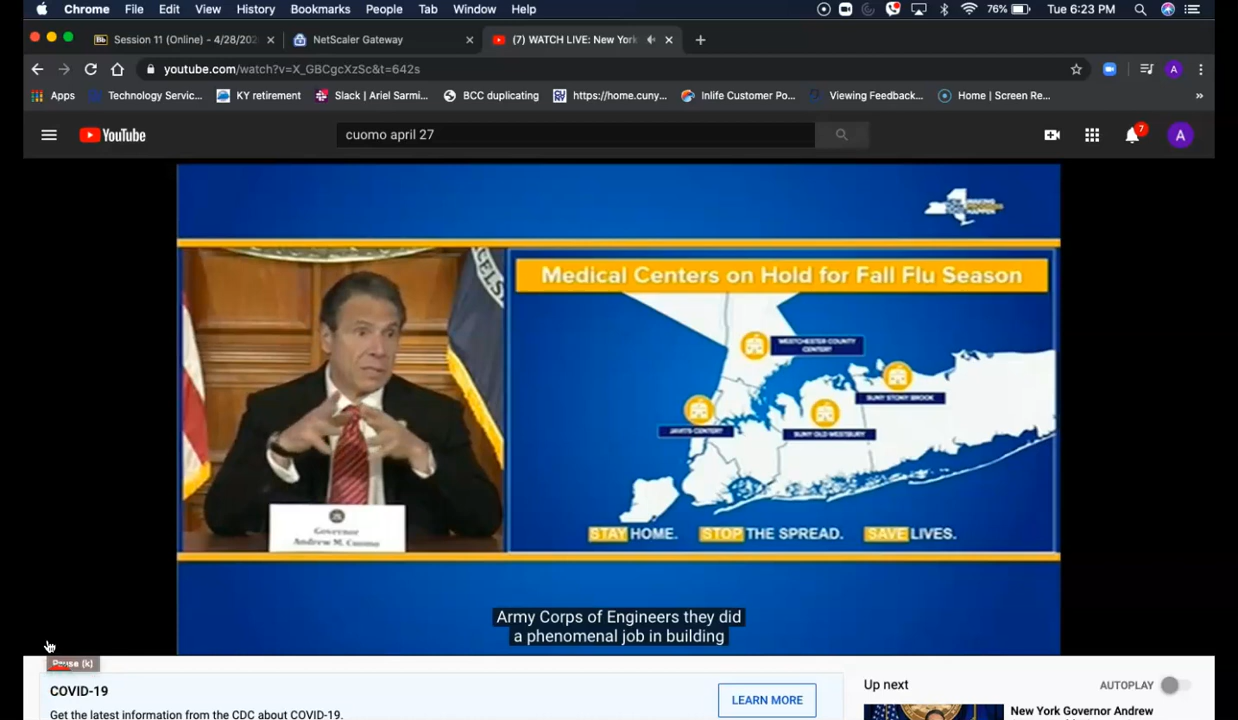 Chrome File Edit View History Bookmarks People Tab Window Help 76% Tue 6:23 PM
Bb Session 11 (Online) - 4/28/202 NetScaler Gateway (7) WATCH LIVE: New York
youtube.com/watch?v=X_GBCgcXzSc&t=642s A
Apps Technology Servic... KY retirement Slack | Ariel Sarmi... BCC duplicating https://home.cuny... Inlife Customer Po... Viewing Feedback... Home | Screen Re... »
YouTube cuomo april 27 7 A
Medical Centers on Hold for Fall Flu Season
WESTCHESTER COUNTY
CENTER?
SUNY STONY BROOK
JAVITS CENTER?
SUNY OLD WESTBURY
EXCELS
Governor
Andrew M. Cuomo
STAY HOME. STOP THE SPREAD. SAVE LIVES.
Army Corps of Engineers they did
a phenomenal job in building
Pause (k)
COVID-19
Get the latest information from the CDC about COVID-19.
LEARN MORE
Up next AUTOPLAY
New York Governor Andrew